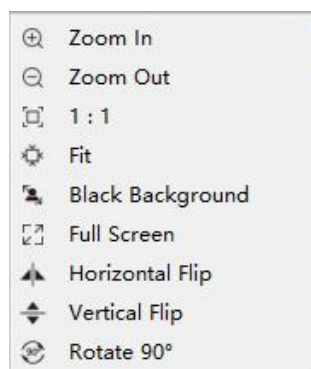 Zoom In
Zoom Out
1 : 1
Fit
Black Background
Full Screen
Horizontal Flip
Vertical Flip
Rotate 90°